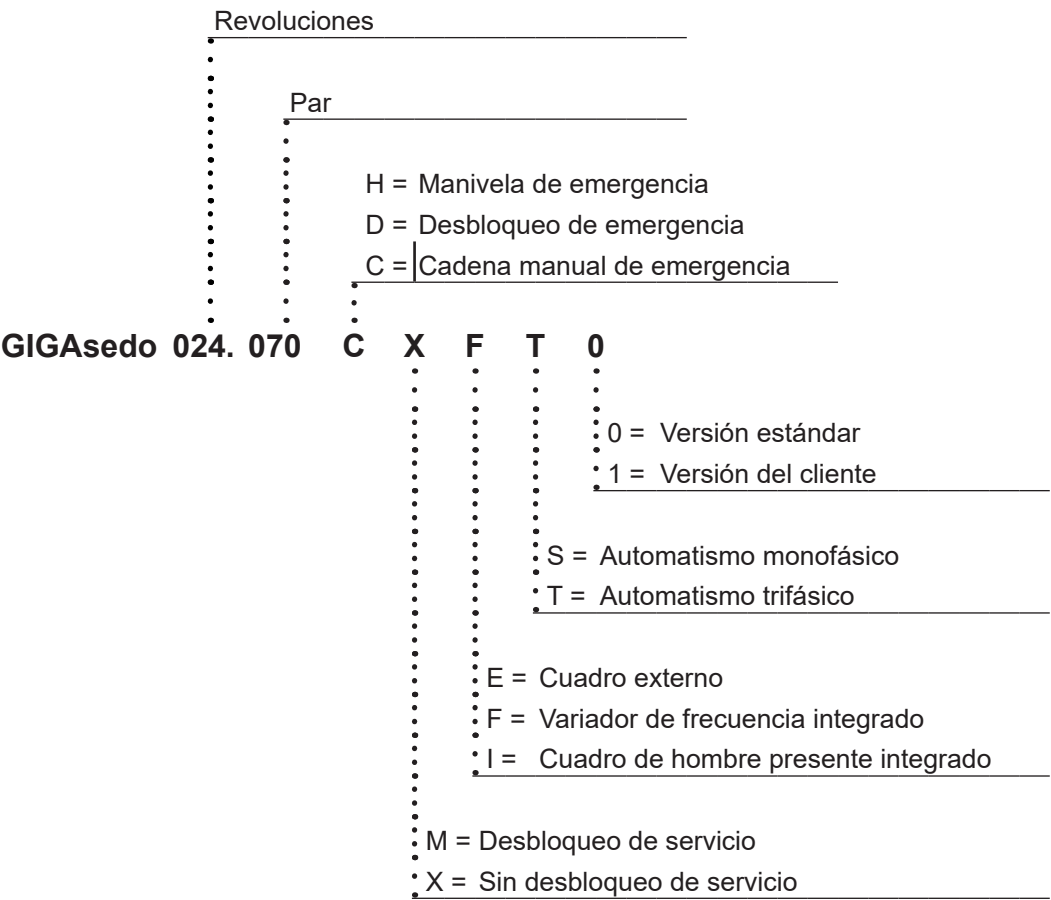 Revoluciones
Par
H = Manivela de emergencia
D = Desbloqueo de emergencia
C = Cadena manual de emergencia
GIGAsedo 024. 070 C X F T 0
0 = Versión estándar
1 = Versión del cliente
S = Automatismo monofásico
T = Automatismo trifásico
E = Cuadro externo
F = Variador de frecuencia integrado
I = Cuadro de hombre presente integrado
M = Desbloqueo de servicio
X = Sin desbloqueo de servicio